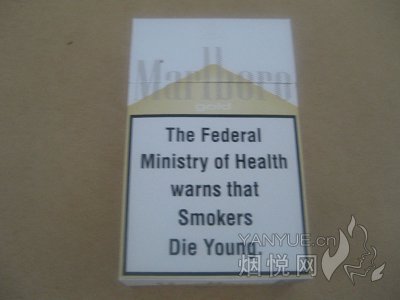 Marlboro
gold
The Federal
Ministry of Health
warns that
Smokers
Die Young
YANYUE.cn
烟悦网